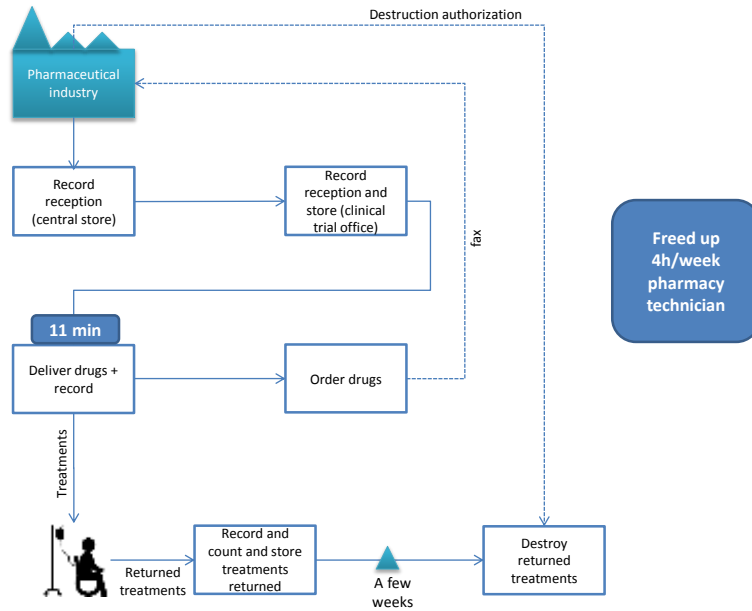 Destruction authorization
Pharmaceutical
industry
Record
reception
(central store)
Record
reception and
store (clinical
trial office)
fax
Freed up
4h/week
pharmacy
technician
11 min
Deliver drugs +
record
Order drugs
Treatments
Returned
treatments
Record and
count and store
treatments
returned
A few
weeks
Destroy
returned
treatments